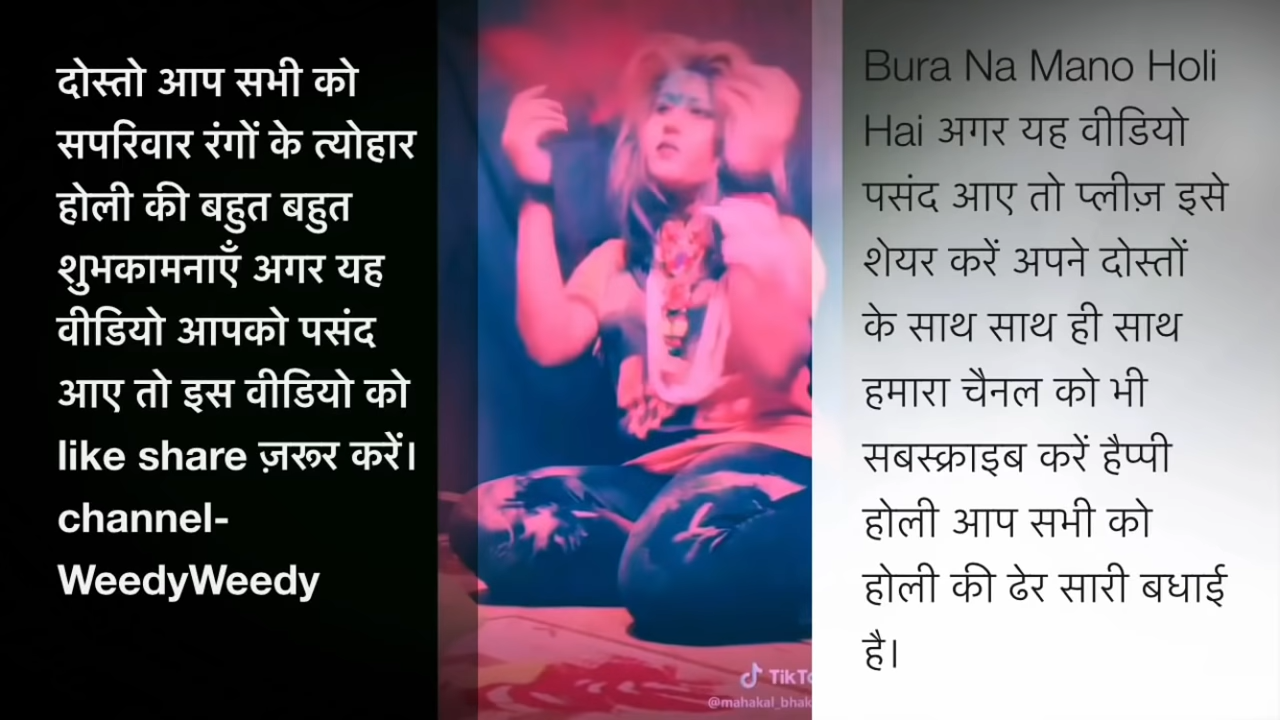 दोस्तो आप सभी को
सपरिवार रंगों के त्योहार
होली की बहुत बहुत
शुभकामनाएँ अगर यह
वीडियो आपको पसंद
आए तो इस वीडियो को
like share ज़रूर करें।
channel-
WeedyWeedy
Bura Na Mano Holi
Hai अगर यह वीडियो
पसंद आए तो प्लीज़ इसे
शेयर करें अपने दोस्तों
के साथ साथ ही साथ
हमारा चैनल को भी
सबस्क्राइब करें हैप्पी
होली आप सभी को
होली की ढेर सारी बधाई
है।
TikTo
@mahakal_bhak